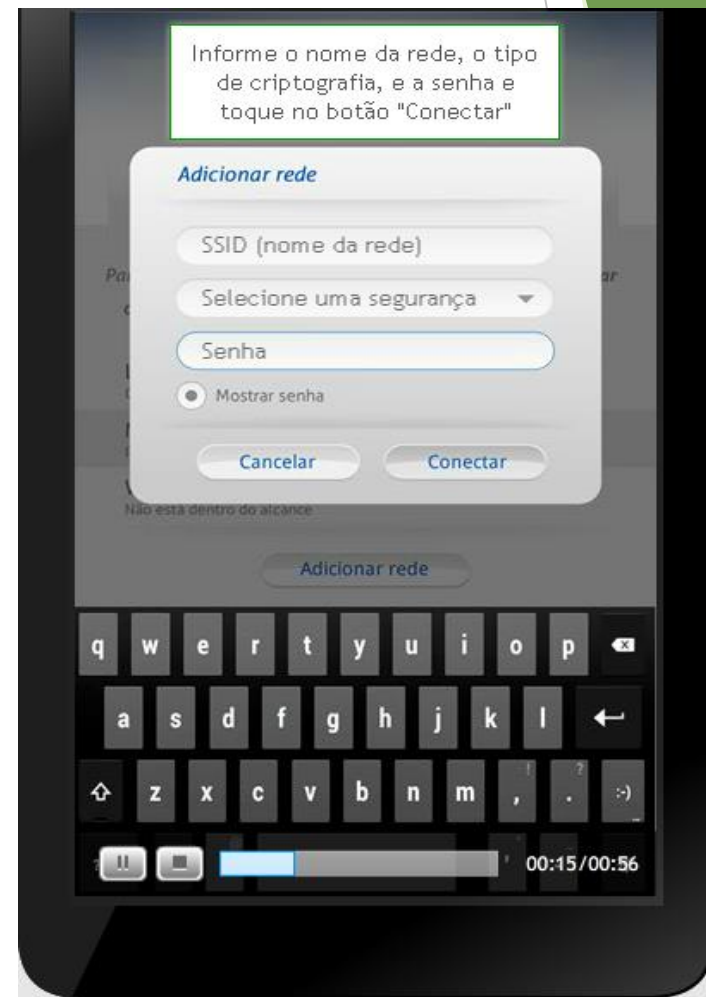 Informe o nome da rede, o tipo
de criptografia, e a senha e
toque no botão "Conectar"
Adicionar rede
SSID (nome da rede)
Selecione uma segurança
Senha
Mostrar senha
Cancelar Conectar
Não está dentro do alcance
Adicionar rede
q w e r t y u i o p
a s d f g h j k l
z x c v b n m , ! . ? :-)
00:15/00:56